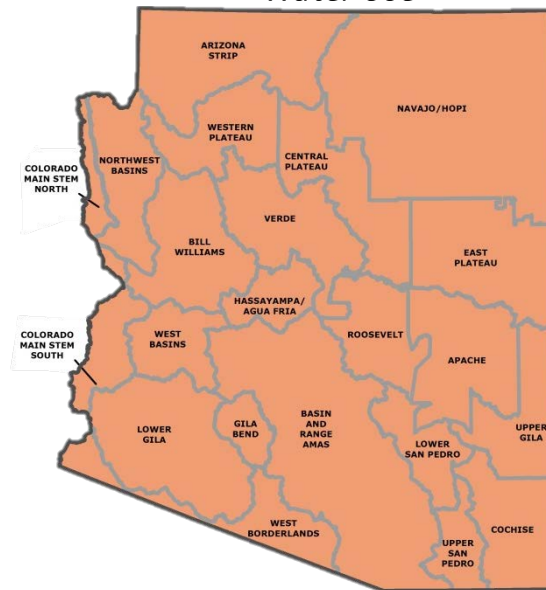 ARIZONA
STRIP
NAVAJO/HOPI
WESTERN
PLATEAU
CENTRAL
PLATEAU
NORTHWEST
BASINS
COLORADO
MAIN STEM
NORTH
VERDE
BILL
WILLIAMS
EAST
PLATEAU
HASSAYAMPA/
AGUA FRIA
COLORADO
MAIN STEM
SOUTH
WEST
BASINS
ROOSEVELT
APACHE
LOWER
GILA
GILA
BEND
BASIN
AND
RANGE
AMAS
LOWER
SAN PEDRO
UPPER
GILA
WEST
BORDERLANDS
UPPER
SAN
PEDRO
COCHISE